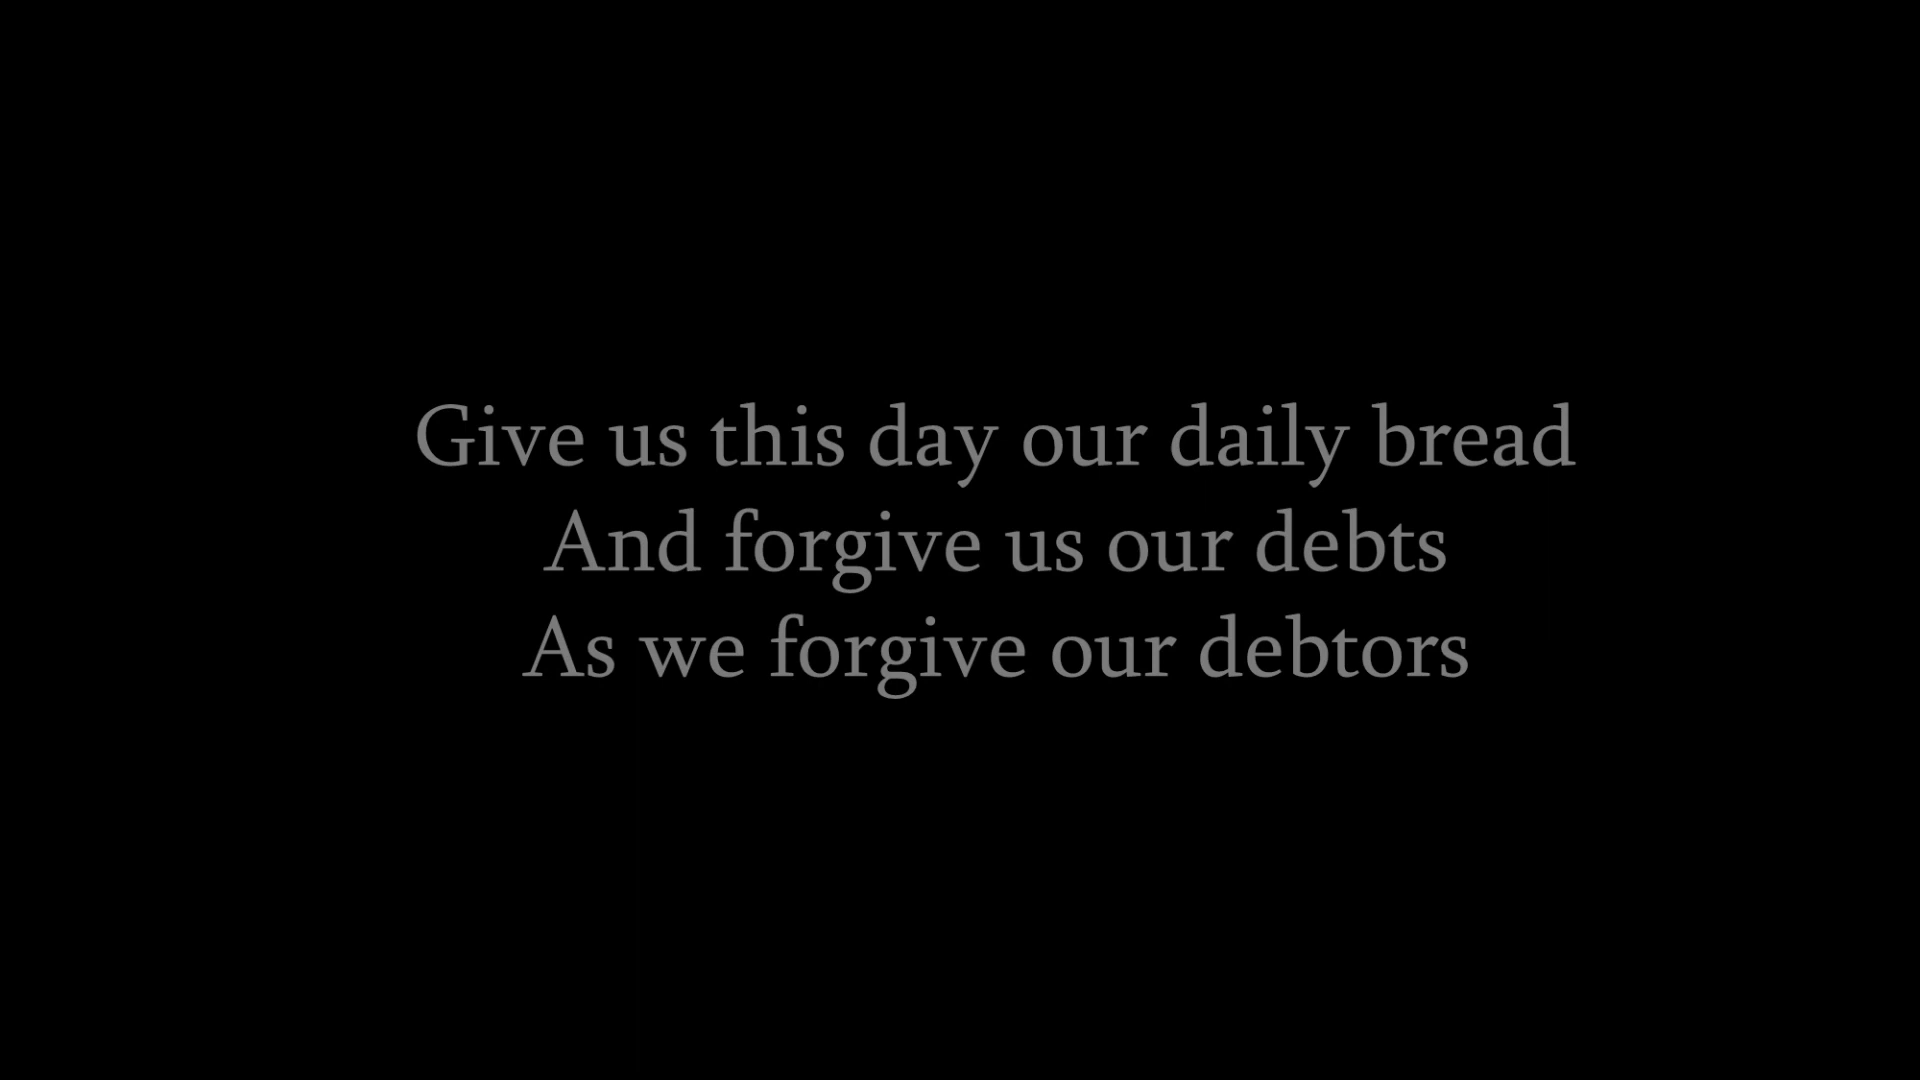 Give us this day our daily bread
And forgive us our debts
As we forgive our debtors